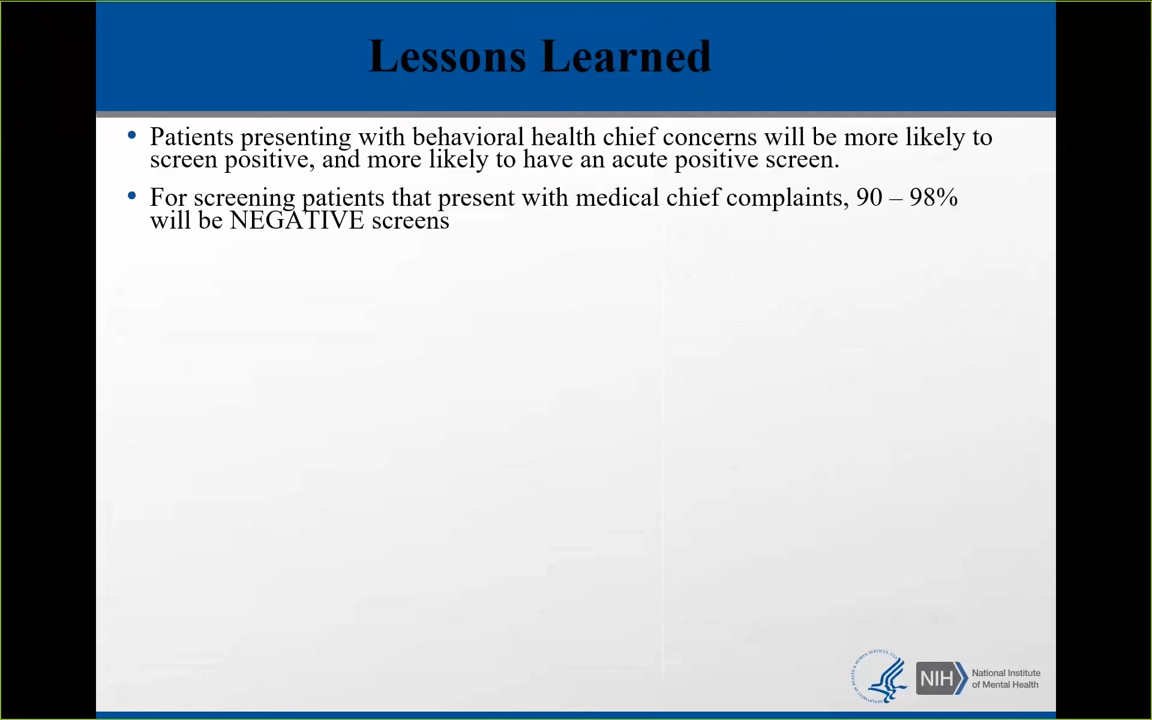 Lessons Learned
• Patients presenting with behavioral health chief concerns will be more likely to
screen positive, and more likely to have an acute positive screen.
• For screening patients that present with medical chief complaints, 90 – 98%
will be NEGATIVE screens
NIH
National Institute
of Mental Health